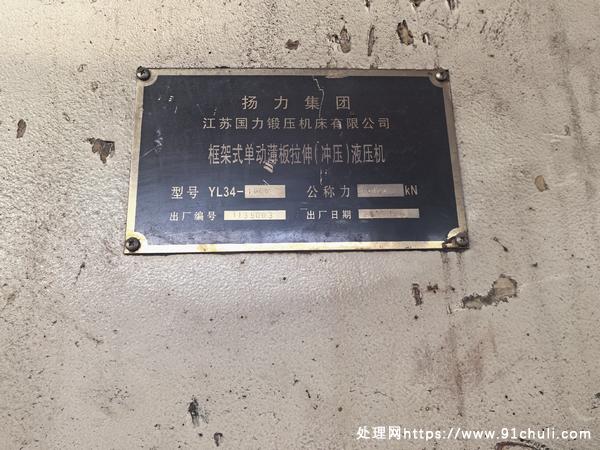 扬力集团
江苏国力锻压机床有限公司
框架式单动薄板拉伸(冲压)液压机
型号 YL34- 公称力 kN
出厂编号 1135003 出厂日期
处理网https://www.91chuli.com/